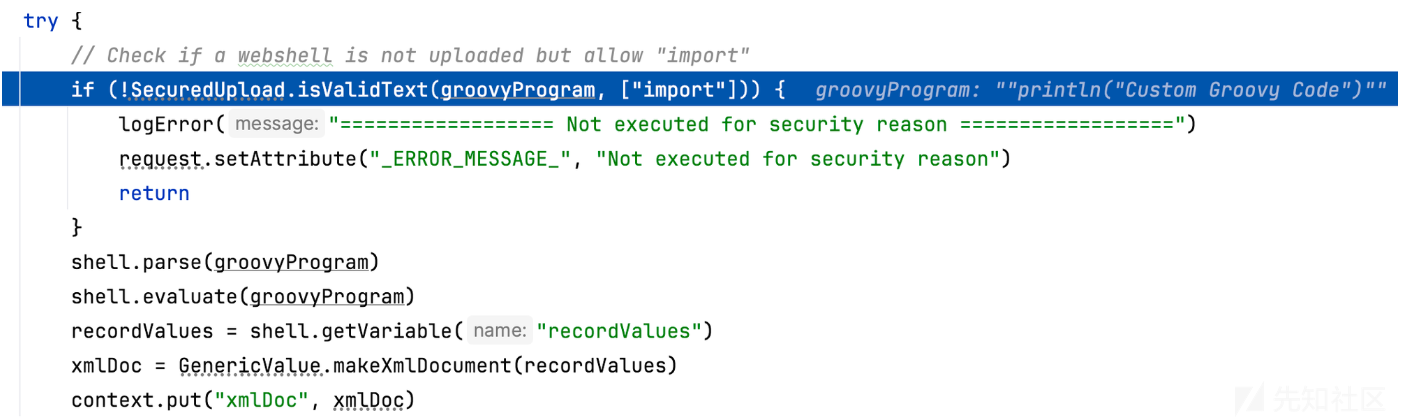 try {
// Check if a webshell is not uploaded but allow "import"
if (!SecuredUpload.isValidText(groovyProgram, ["import"])) { groovyProgram: ""println("Custom Groovy Code")""
logError( message: "================== Not executed for security reason ==================")
request.setAttribute("_ERROR_MESSAGE_", "Not executed for security reason")
return
}
shell.parse(groovyProgram)
shell.evaluate(groovyProgram)
recordValues = shell.getVariable( name: "recordValues")
xmlDoc = GenericValue.makeXmlDocument(recordValues)
context.put("xmlDoc", xmlDoc)
先知社区